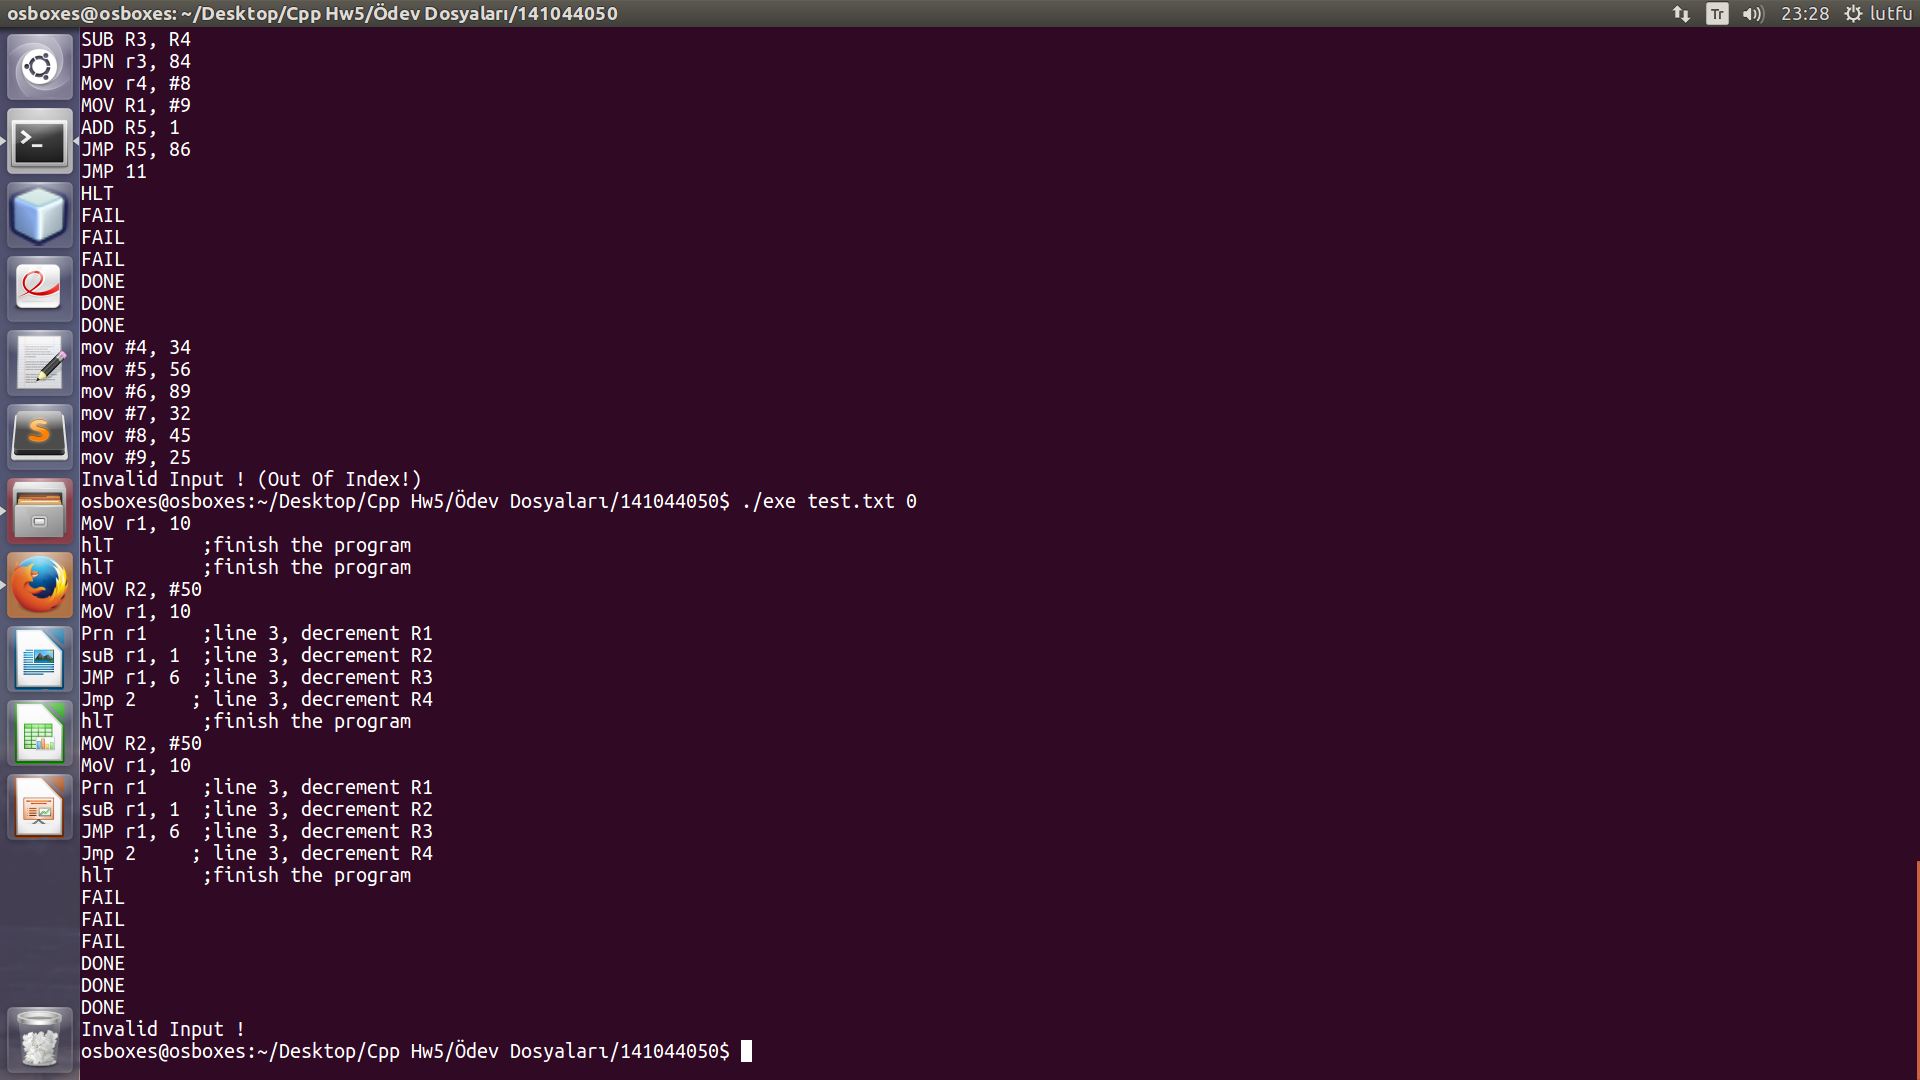 osboxes@osboxes: ~/Desktop/Cpp Hw5/Ödev Dosyaları/141044050
Tr
23:28
lutfu
SUB R3, R4
JPN r3, 84
Mov r4, #8
MOV R1, #9
ADD R5, 1
JMP R5, 86
JMP 11
HLT
FAIL
FAIL
FAIL
DONE
DONE
DONE
mov #4, 34
mov #5, 56
mov #6, 89
mov #7, 32
mov #8, 45
mov #9, 25
Invalid Input ! (Out Of Index!)
osboxes@osboxes:~/Desktop/Cpp Hw5/Ödev Dosyaları/141044050$ ./exe test.txt 0
MoV r1, 10
hlT        ;finish the program
hlT        ;finish the program
MOV R2, #50
MoV r1, 10
Prn r1     ;line 3, decrement R1
suB r1, 1  ;line 3, decrement R2
JMP r1, 6  ;line 3, decrement R3
Jmp 2     ; line 3, decrement R4
hlT        ;finish the program
MOV R2, #50
MoV r1, 10
Prn r1     ;line 3, decrement R1
suB r1, 1  ;line 3, decrement R2
JMP r1, 6  ;line 3, decrement R3
Jmp 2     ; line 3, decrement R4
hlT        ;finish the program
FAIL
FAIL
FAIL
DONE
DONE
DONE
Invalid Input !
osboxes@osboxes:~/Desktop/Cpp Hw5/Ödev Dosyaları/141044050$